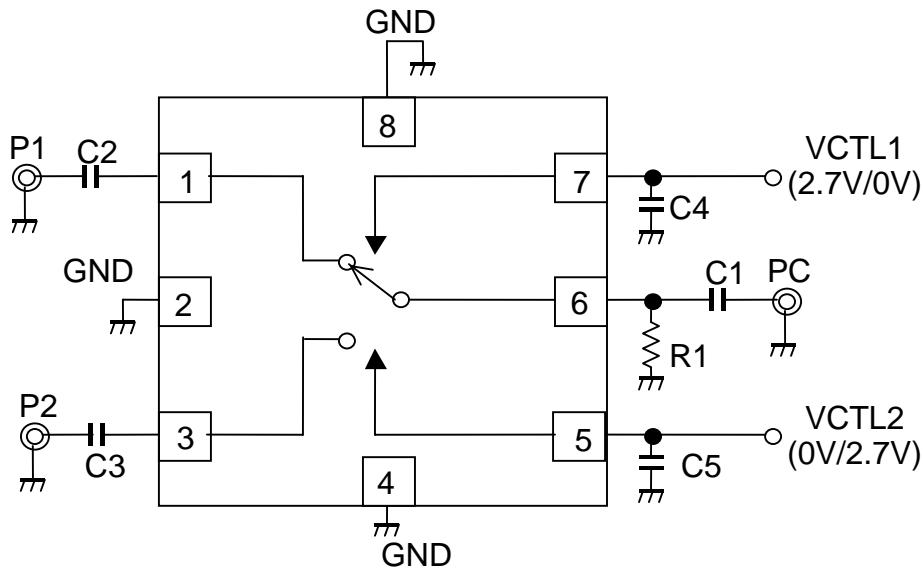 GND
8
P1
C2
1
7
VCTL1
(2.7V/0V)
C4
GND
2
6
C1
PC
R1
P2
C3
3
5
VCTL2
(0V/2.7V)
C5
4
GND